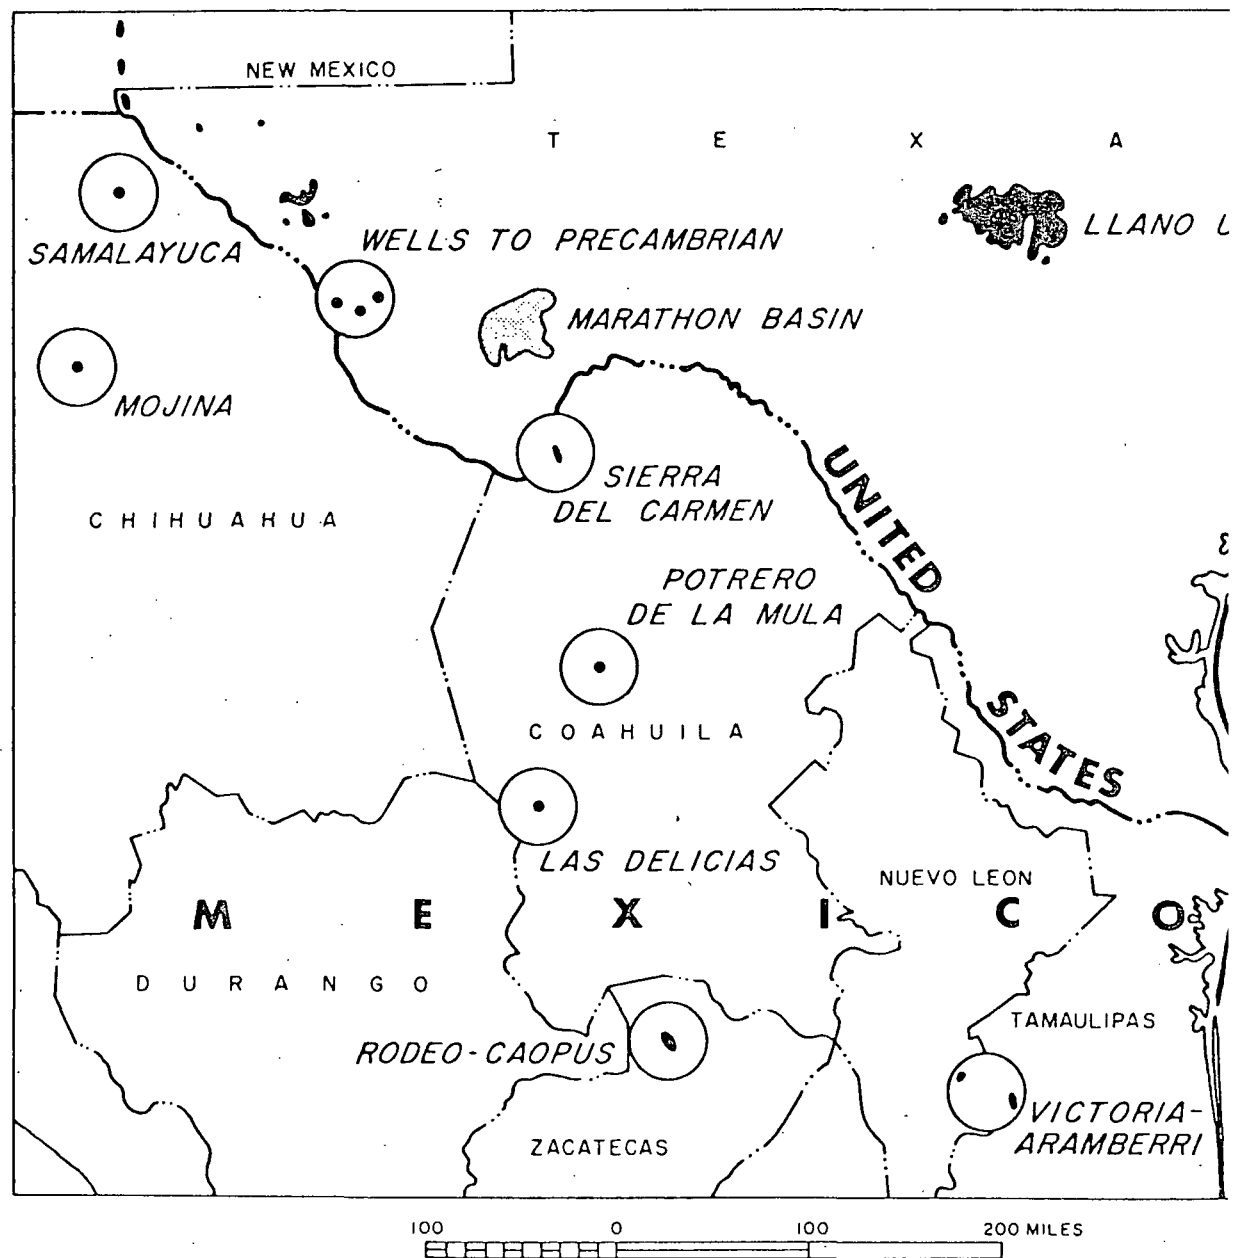 NEW MEXICO
T E X A
SAMALAYUCA
WELLS TO PRECAMBRIAN
LLANO U
MARATHON BASIN
MOJINA
SIERRA
DEL CARMEN
UNITED
CHIHUAHUA
POTRERO
DE LA MULA
COAHUILA
STATES
LAS DELICIAS
NUEVO LEON
M E X I C O
DURANGO
TAMAULIPAS
RODEO-CAOPUS
VICTORIA-
ARAMBERRI
ZACATECAS
100 0 100 200 MILES